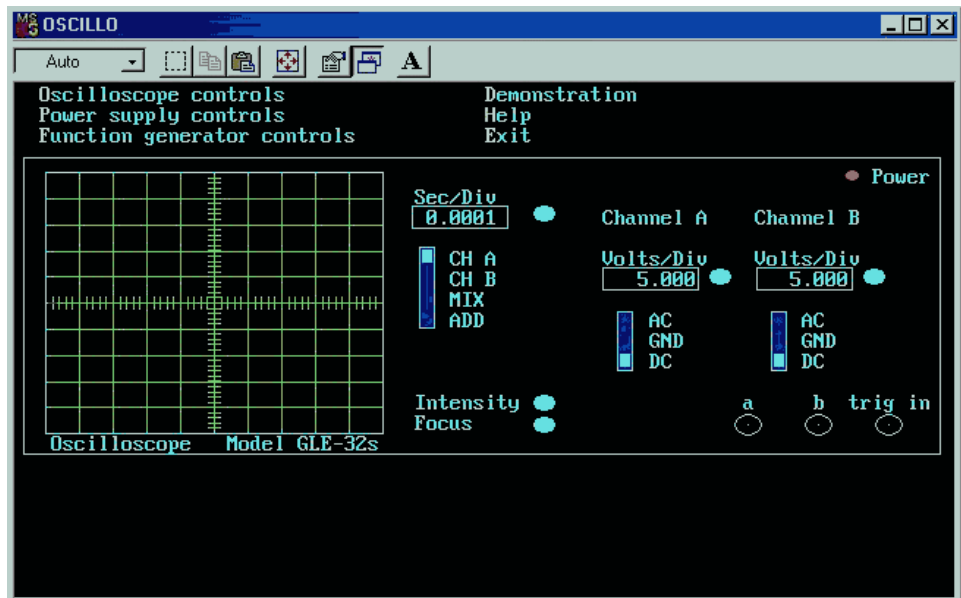 MS OSCILLO
Auto A
Oscilloscope controls Demonstration
Power supply controls Help
Function generator controls Exit
Power
Sec/Div
0.0001 Channel A Channel B
CH A Volts/Div Volts/Div
CH B 5.000 5.000
MIX
ADD AC AC
GND GND
DC DC
Intensity a b trig in
Focus
Oscilloscope Model GLE-32s